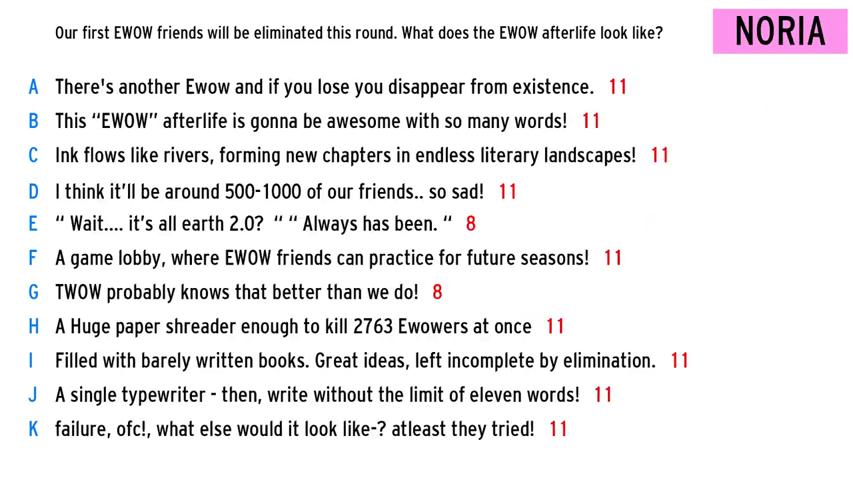 Our first EWOW friends will be eliminated this round. What does the EWOW afterlife look like?
NORIA
A There's another Ewow and if you lose you disappear from existence. 11
B This “EWOW” afterlife is gonna be awesome with so many words! 11
C Ink flows like rivers, forming new chapters in endless literary landscapes! 11
D I think it’ll be around 500-1000 of our friends.. so sad! 11
E “ Wait.... it’s all earth 2.0? “ “ Always has been. “ 8
F A game lobby, where EWOW friends can practice for future seasons! 11
G TWOW probably knows that better than we do! 8
H A Huge paper shreader enough to kill 2763 Ewowers at once 11
I Filled with barely written books. Great ideas, left incomplete by elimination. 11
J A single typewriter - then, write without the limit of eleven words! 11
K failure, ofc!, what else would it look like-? atleast they tried! 11